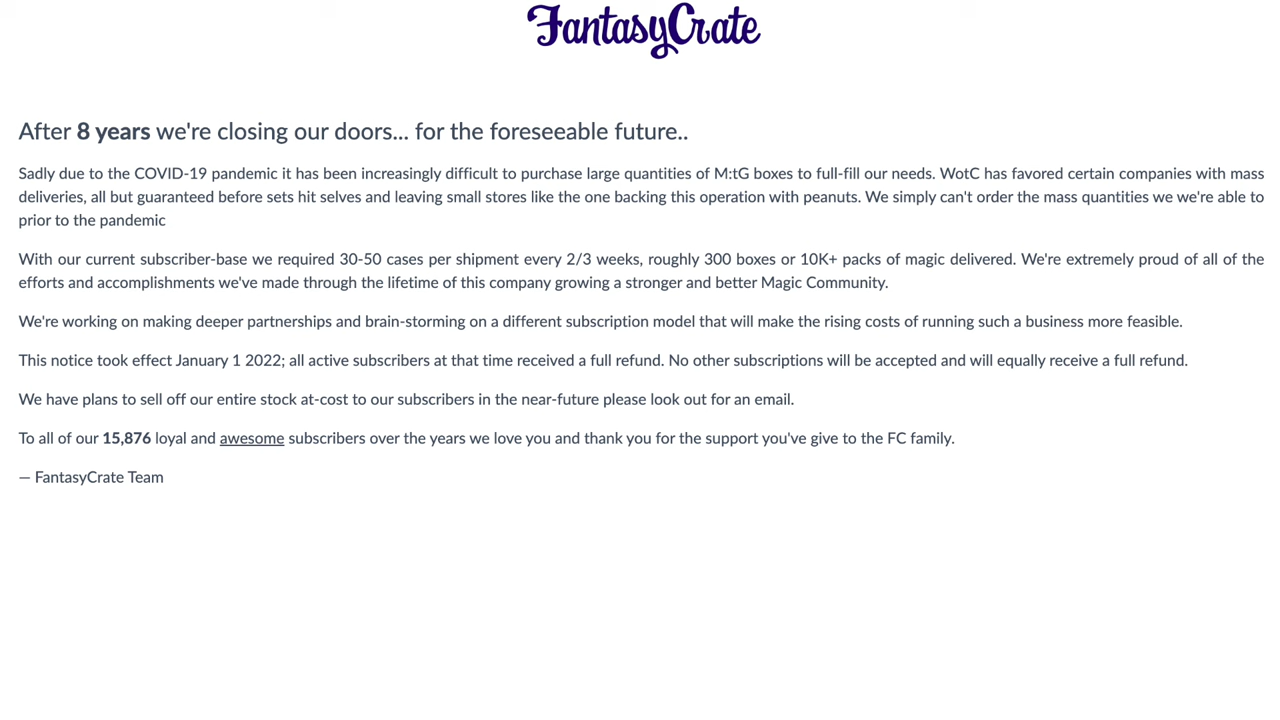 FantasyCrate
After 8 years we're closing our doors... for the foreseeable future..
Sadly due to the COVID-19 pandemic it has been increasingly difficult to purchase large quantities of M:tG boxes to full-fill our needs. WotC has favored certain companies with mass
deliveries, all but guaranteed before sets hit selves and leaving small stores like the one backing this operation with peanuts. We simply can't order the mass quantities we we're able to
prior to the pandemic
With our current subscriber-base we required 30-50 cases per shipment every 2/3 weeks, roughly 300 boxes or 10K+ packs of magic delivered. We're extremely proud of all of the
efforts and accomplishments we've made through the lifetime of this company growing a stronger and better Magic Community.
We're working on making deeper partnerships and brain-storming on a different subscription model that will make the rising costs of running such a business more feasible.
This notice took effect January 1 2022; all active subscribers at that time received a full refund. No other subscriptions will be accepted and will equally receive a full refund.
We have plans to sell off our entire stock at-cost to our subscribers in the near-future please look out for an email.
To all of our 15,876 loyal and awesome subscribers over the years we love you and thank you for the support you've give to the FC family.
— FantasyCrate Team